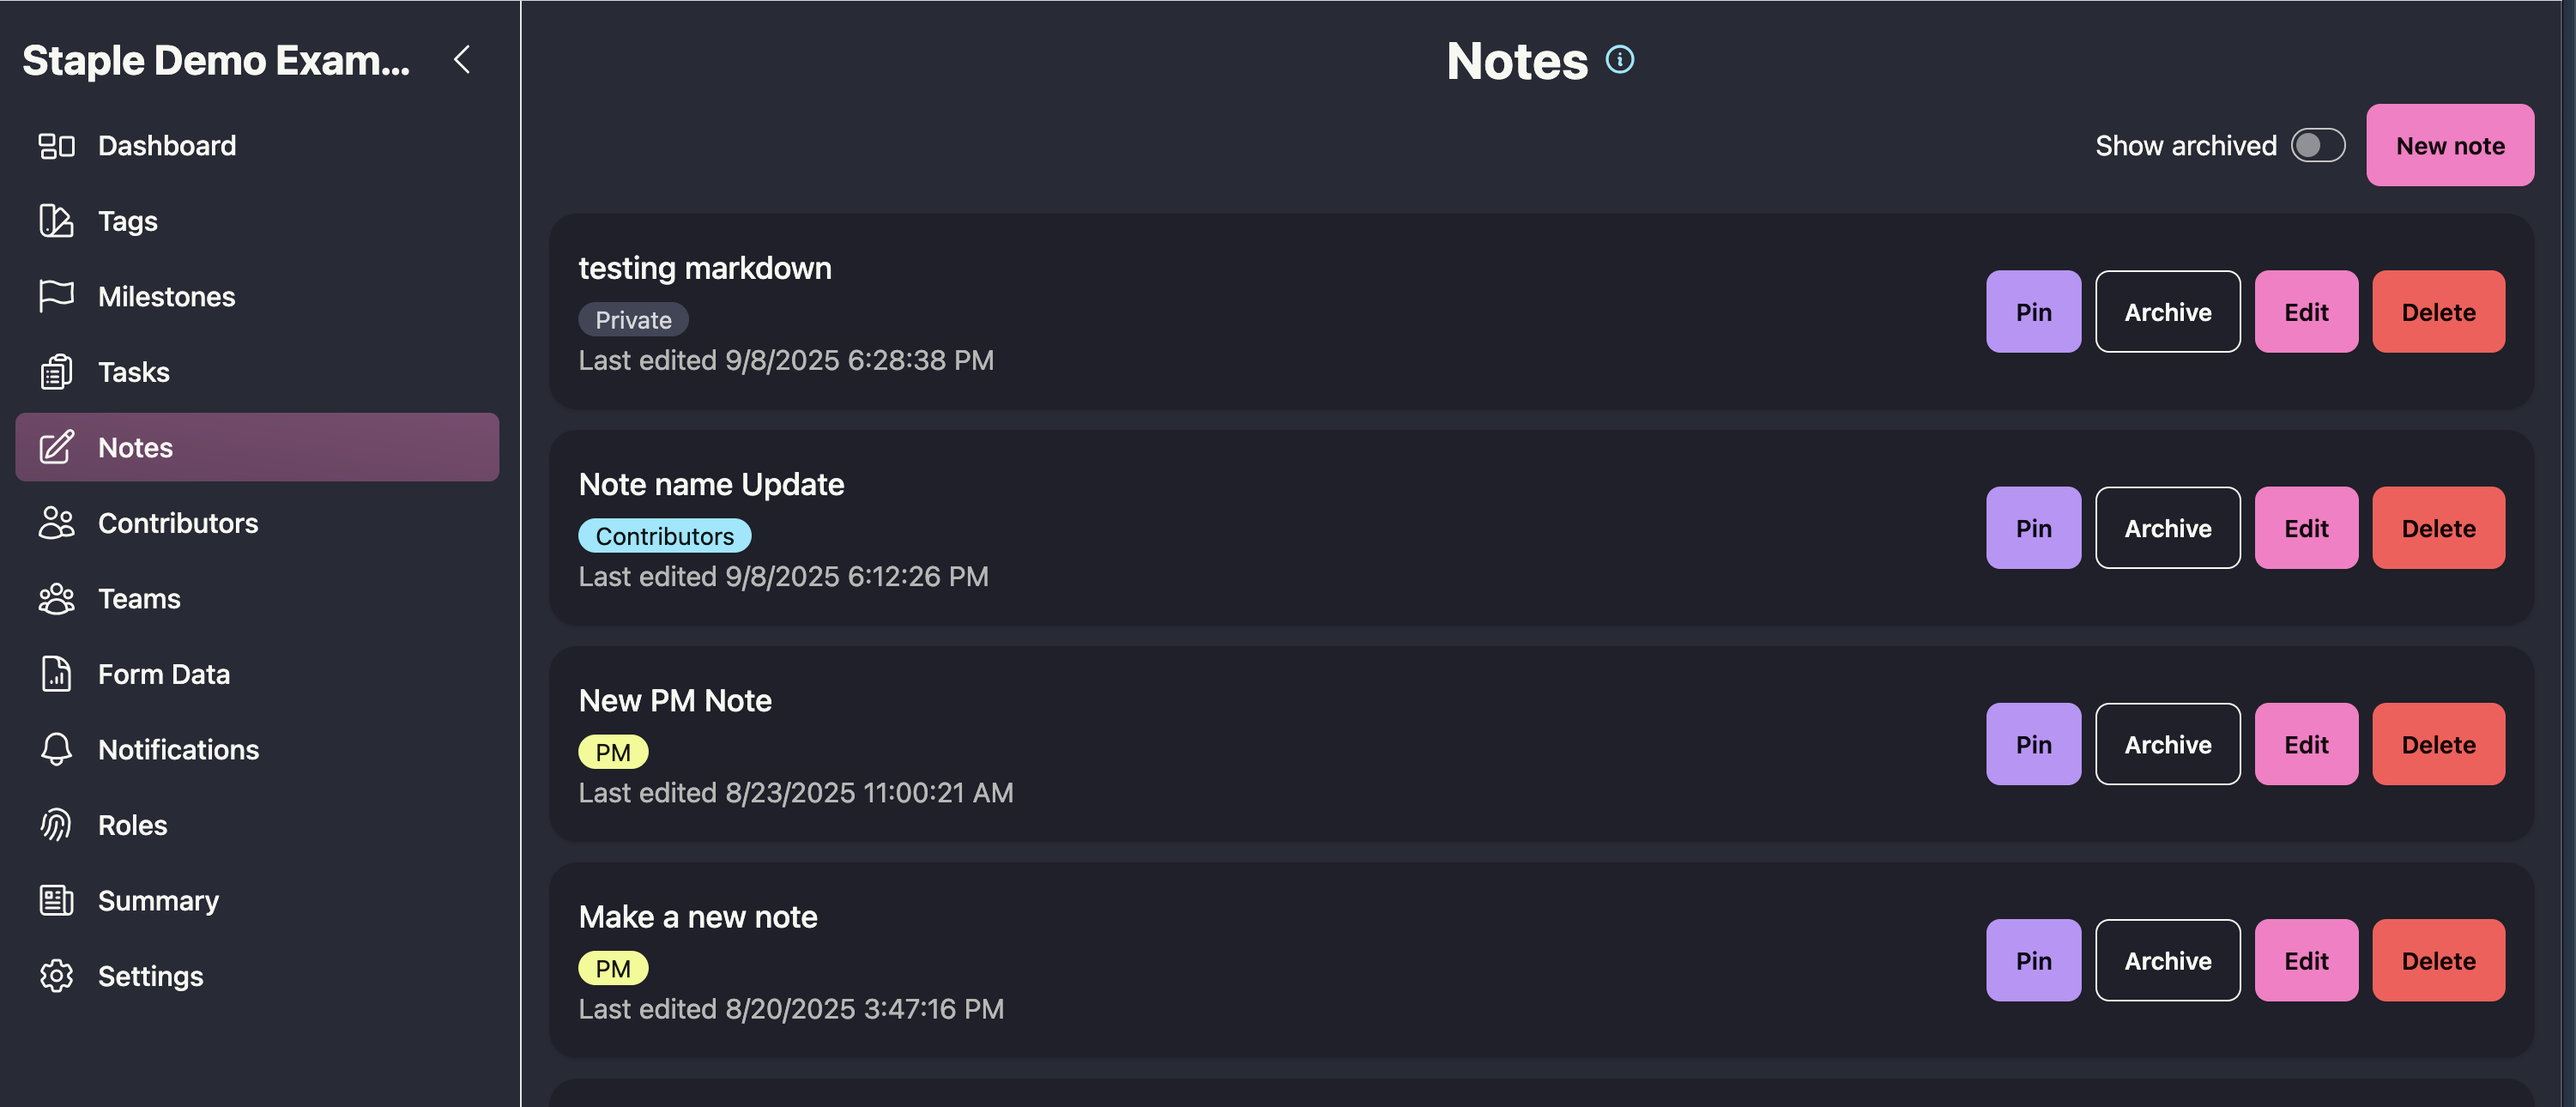 Staple Demo Exam...
Dashboard
Tags
Milestones
Tasks
Notes
Contributors
Teams
Form Data
Notifications
Roles
Summary
Settings
Notes
Show archived
New note
testing markdown
Private
Last edited 9/8/2025 6:28:38 PM
Pin Archive Edit Delete
Note name Update
Contributors
Last edited 9/8/2025 6:12:26 PM
Pin Archive Edit Delete
New PM Note
PM
Last edited 8/23/2025 11:00:21 AM
Pin Archive Edit Delete
Make a new note
PM
Last edited 8/20/2025 3:47:16 PM
Pin Archive Edit Delete